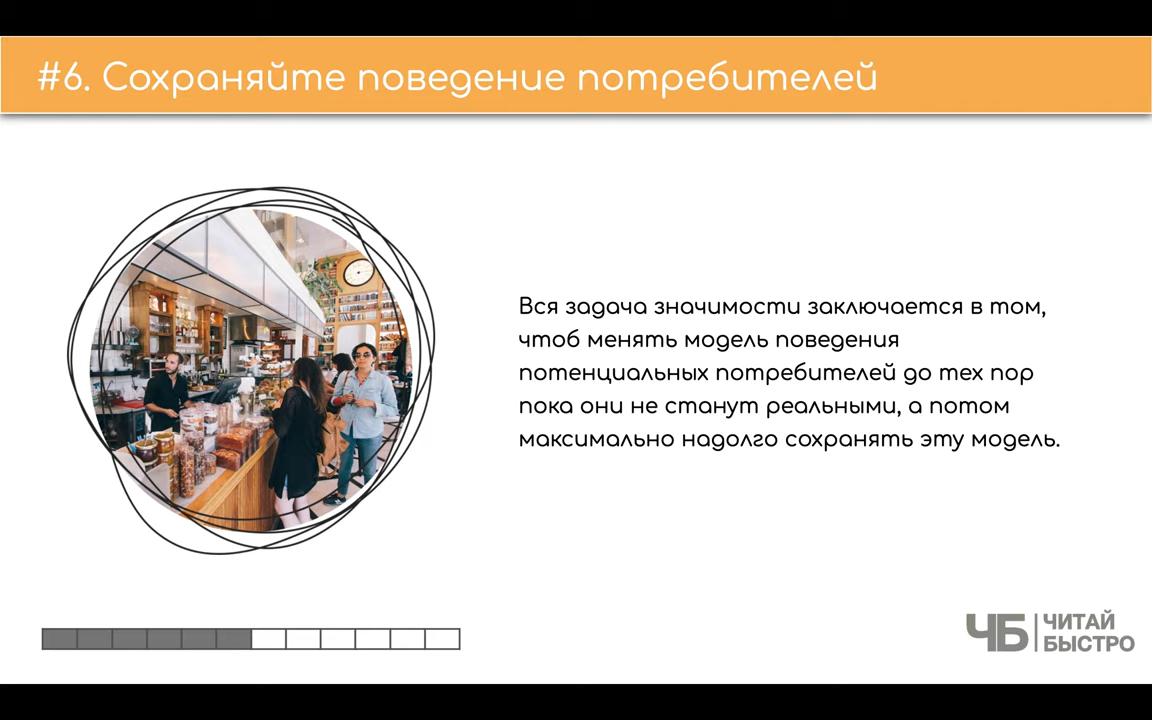 #6. Сохраняйте поведение потребителей
Вся задача значимости заключается в том,
чтоб менять модель поведения
потенциальных потребителей до тех пор
пока они не станут реальными, а потом
максимально надолго сохранять эту модель.
ЧБ
ЧИТАЙ
БЫСТРО